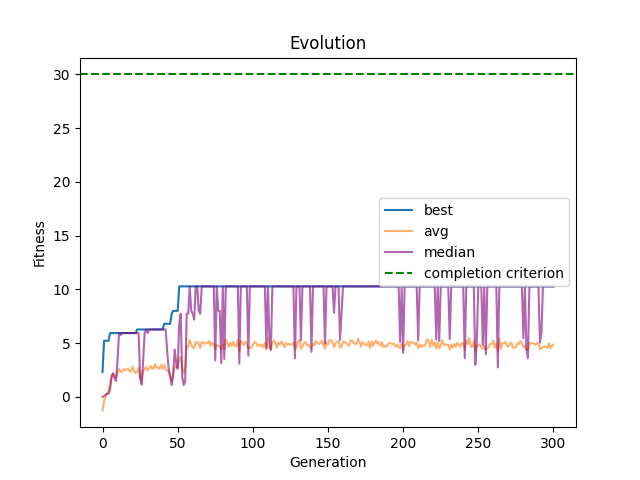 Evolution
30
25
20
15
10
5
0
Fitness
best
avg
median
completion criterion
0 50 100 150 200 250 300
Generation